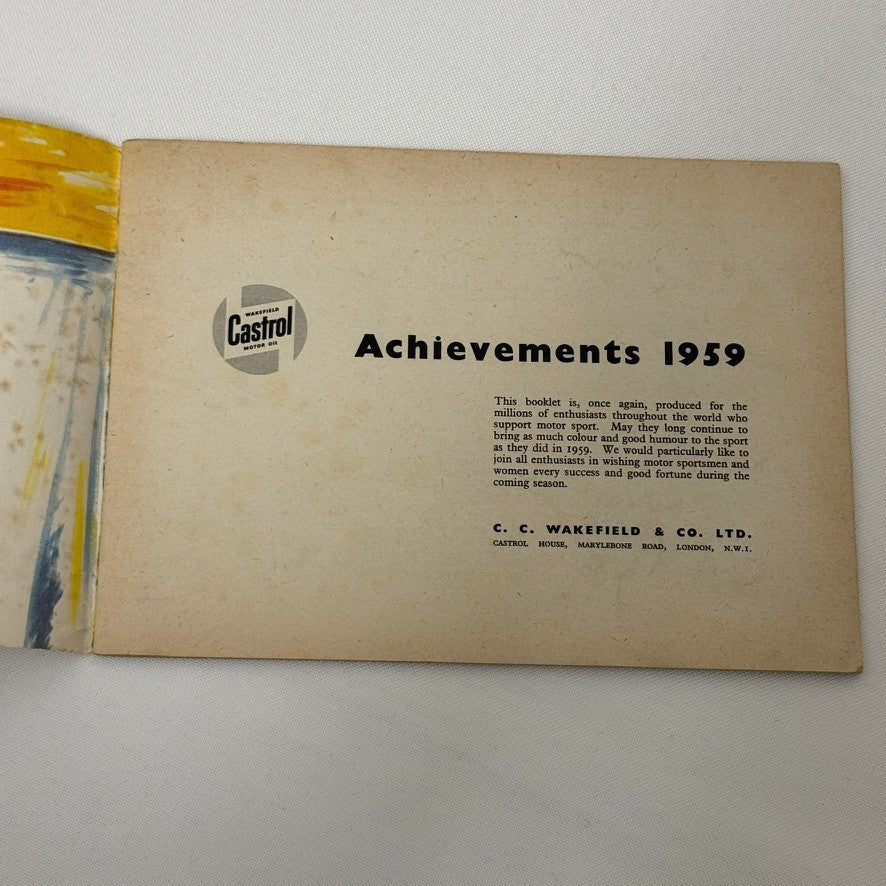 WAKEFIELD
Castrol
MOTOR OIL
Achievements 1959
This booklet is, once again, produced for the
millions of enthusiasts throughout the world who
support motor sport. May they long continue to
bring as much colour and good humour to the sport
as they did in 1959. We would particularly like to
join all enthusiasts in wishing motor sportsmen and
women every success and good fortune during the
coming season.
C. C. WAKEFIELD & CO. LTD.
CASTROL HOUSE, MARYLEBONE ROAD, LONDON, N.W.1.